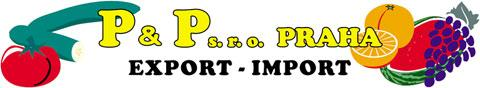 P & P s. r. o. PRAHA
EXPORT - IMPORT